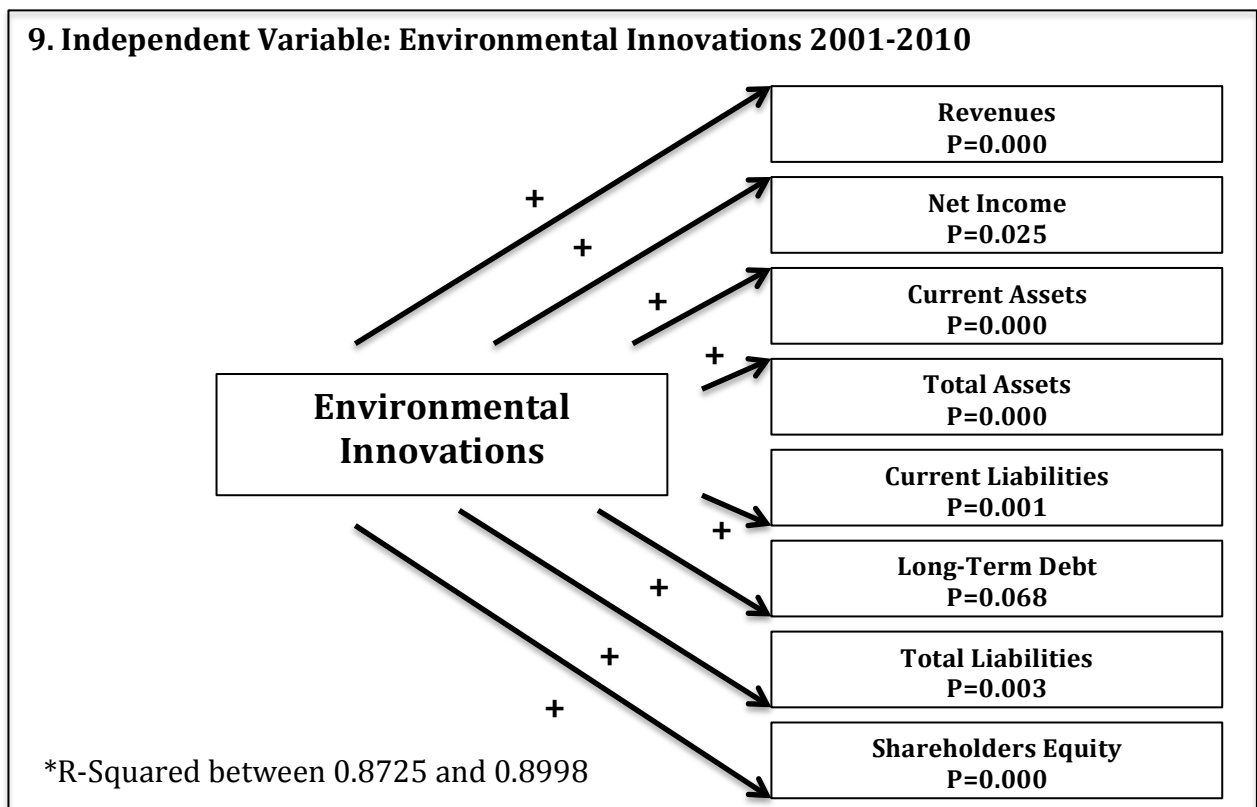 9. Independent Variable: Environmental Innovations 2001-2010
Revenues
P=0.000
+
Net Income
P=0.025
+
Current Assets
P=0.000
+
Total Assets
P=0.000
+
Environmental
Innovations
Current Liabilities
P=0.001
+
Long-Term Debt
P=0.068
+
Total Liabilities
P=0.003
+
Shareholders Equity
P=0.000
+
*R-Squared between 0.8725 and 0.8998